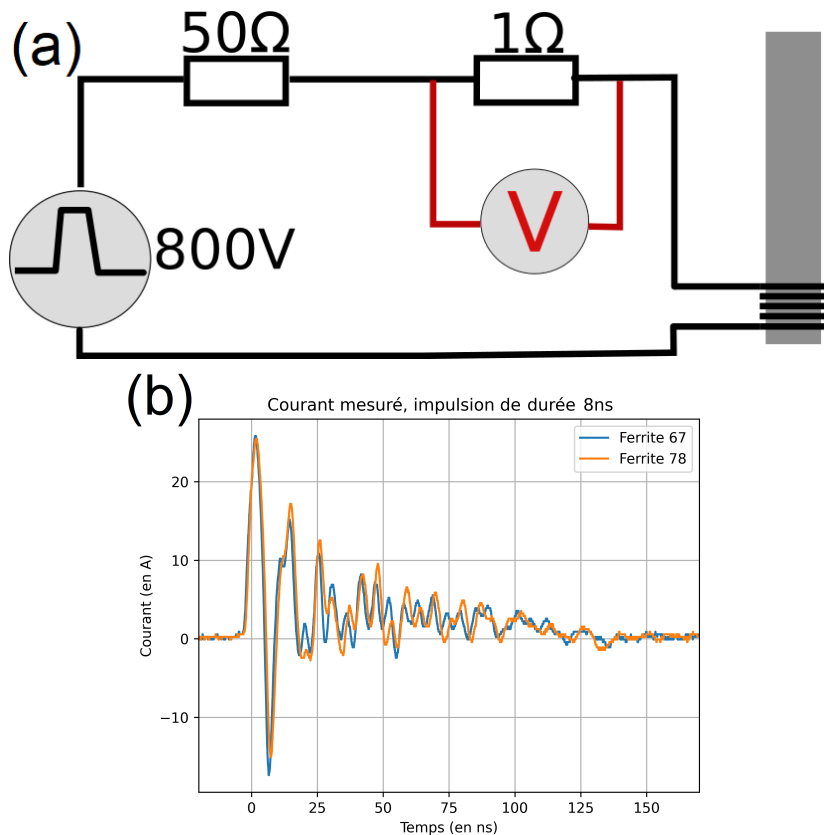 (a)
50Ω
1Ω
V
800V
(b)
Courant mesuré, impulsion de durée 8ns
Ferrite 67
Ferrite 78
Courant (en A)
20
10
0
−10
0
25
50
75
100
125
150
Temps (en ns)